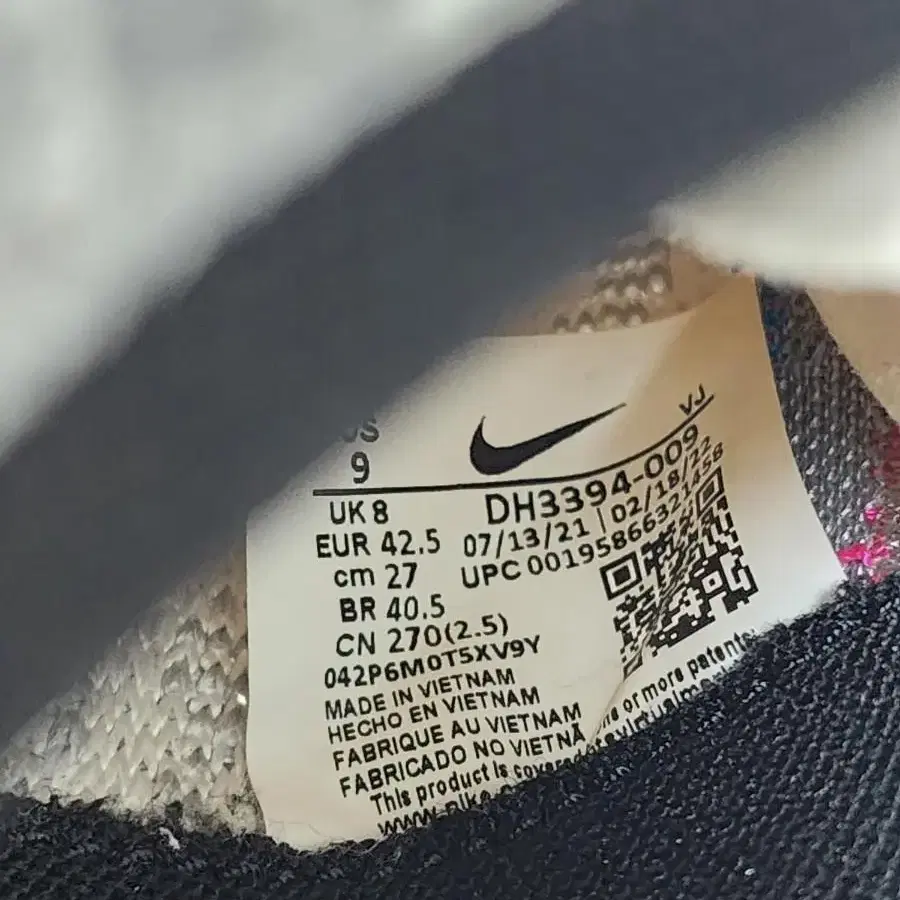 US
9
VJ
UK 8
EUR 42.5
cm 27
BR 40.5
CN 270(2.5)
DH3394-009
07/13/21 | 02/18/22
UPC 00195866321458
042P6M0T5XV9Y
MADE IN VIETNAM
HECHO EN VIETNAM
FABRIQUE AU VIETNAM
FABRICADO NO VIETNÃ
This product is covered or more patents: